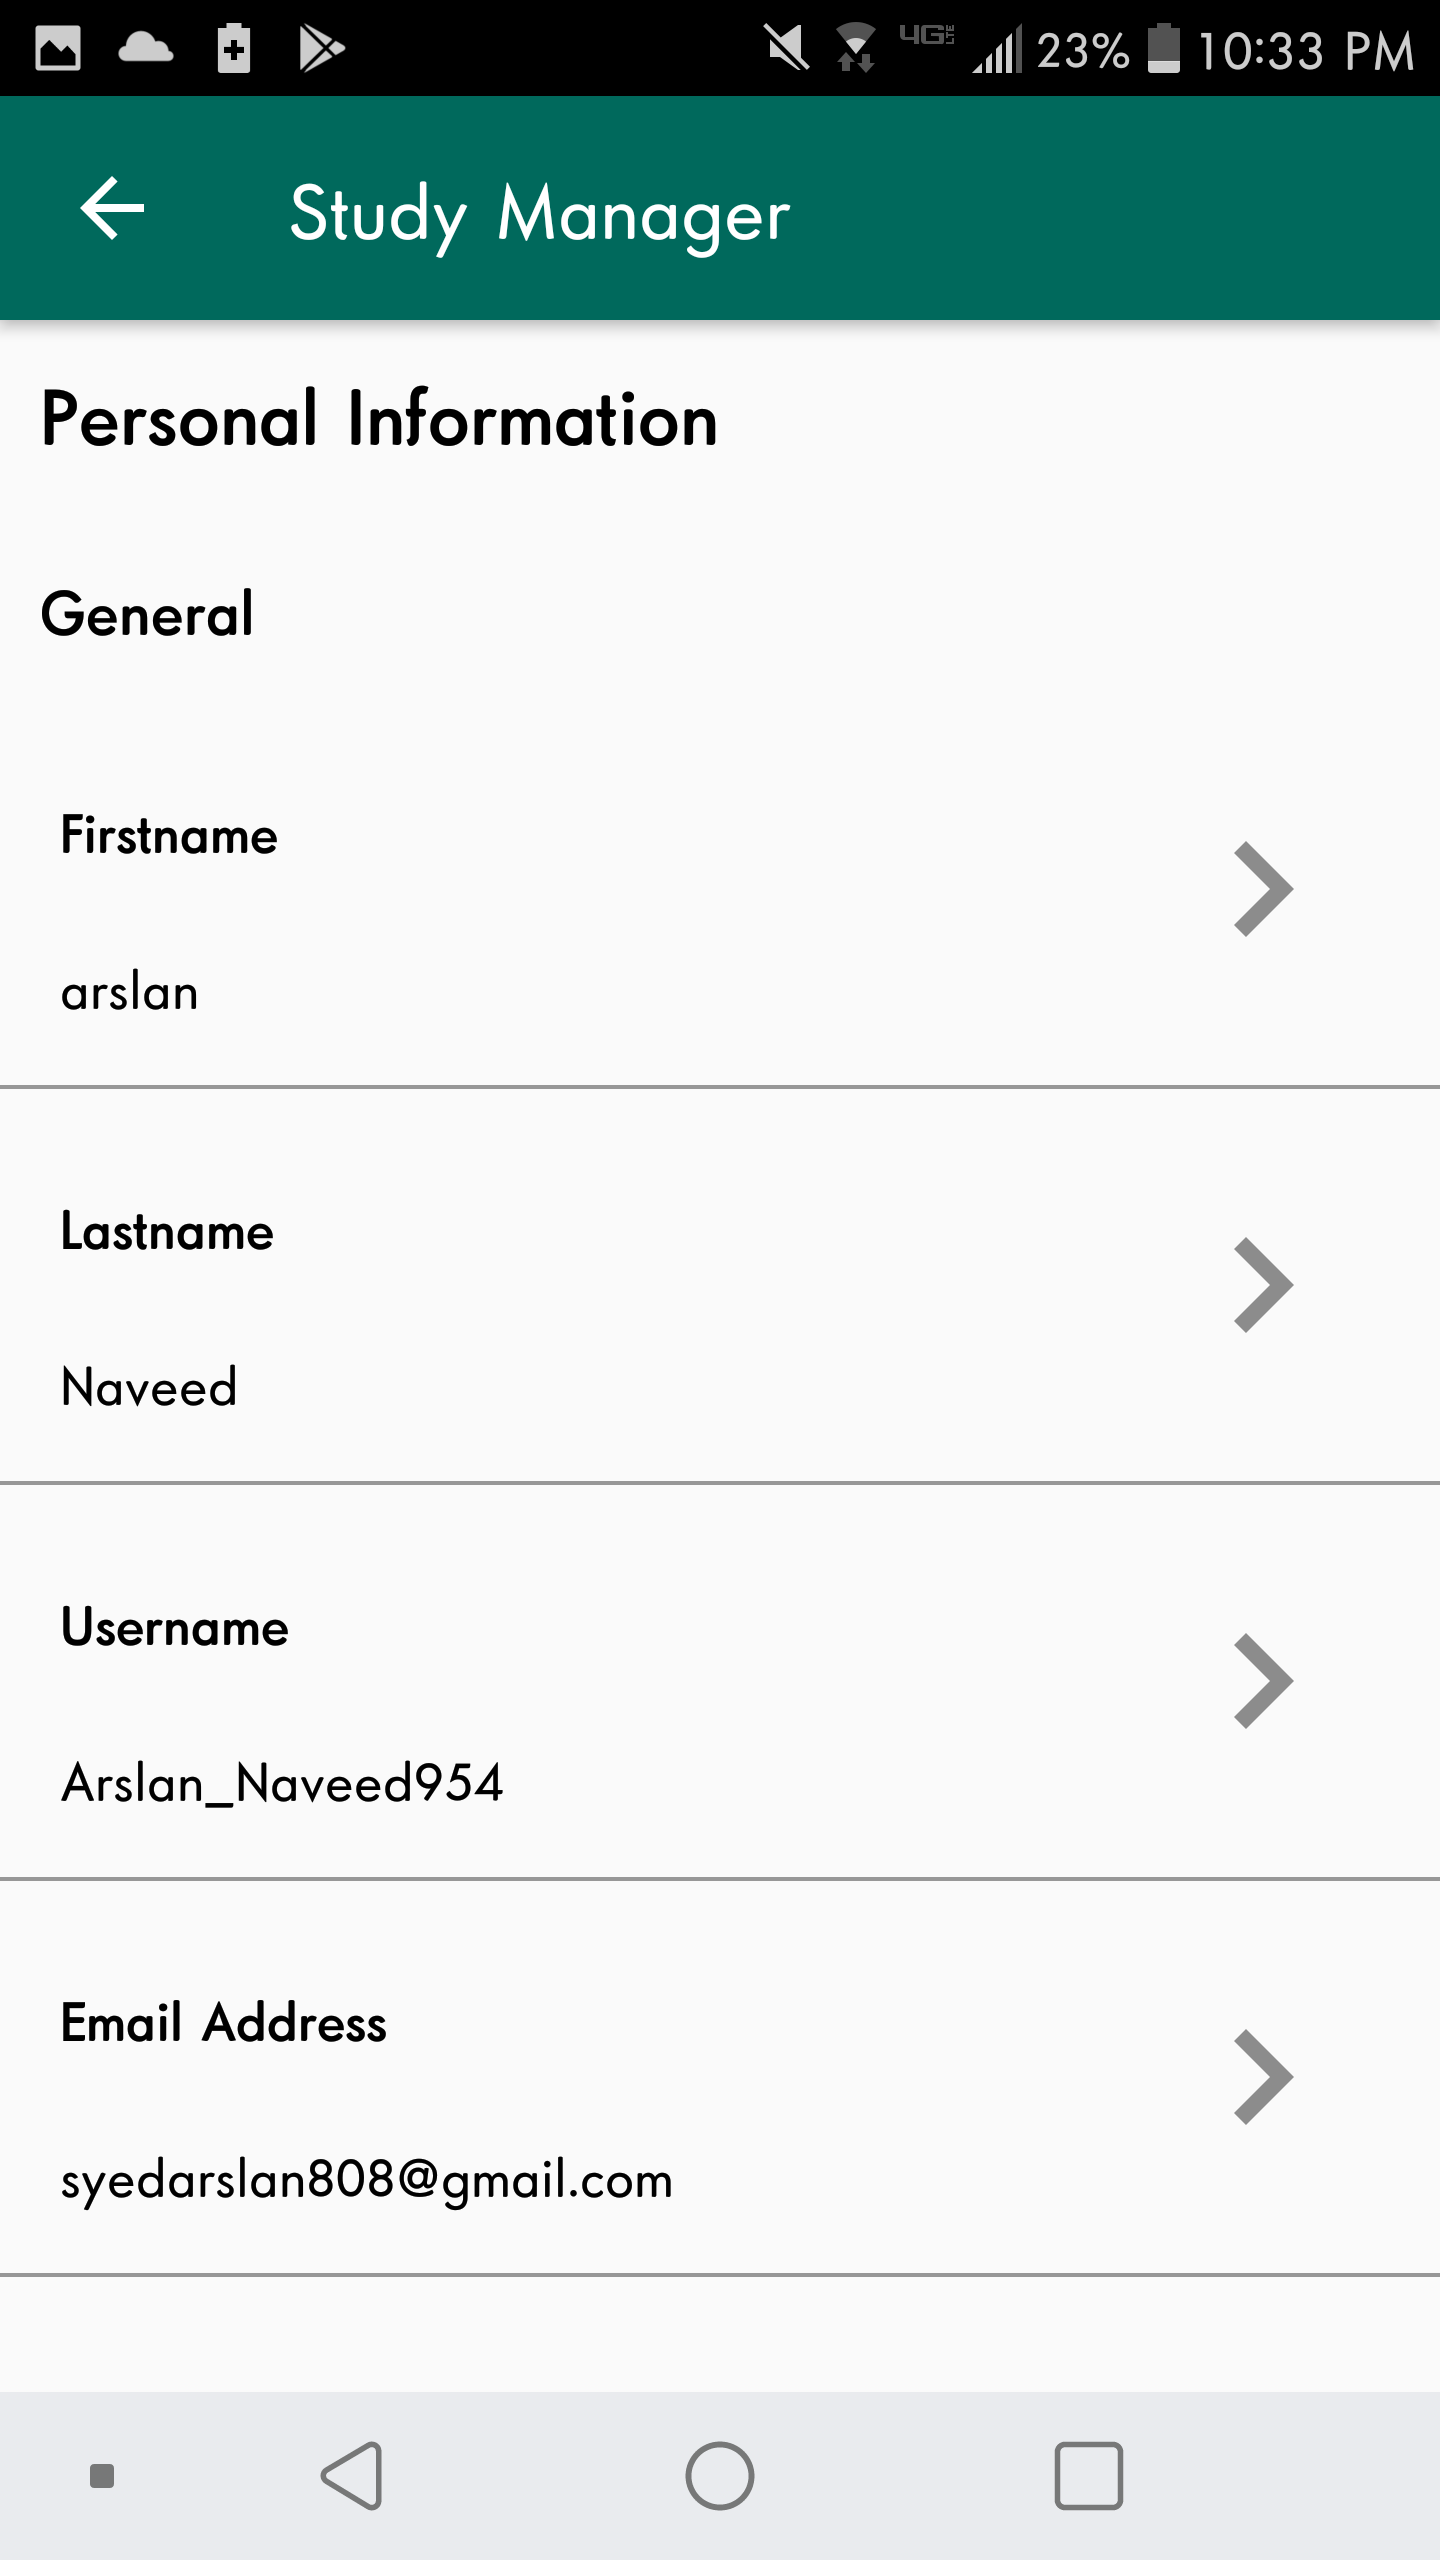 4G LTE 23% 10:33 PM
Study Manager
Personal Information
General
Firstname
arslan
Lastname
Naveed
Username
Arslan_Naveed954
Email Address
syedarslan808@gmail.com